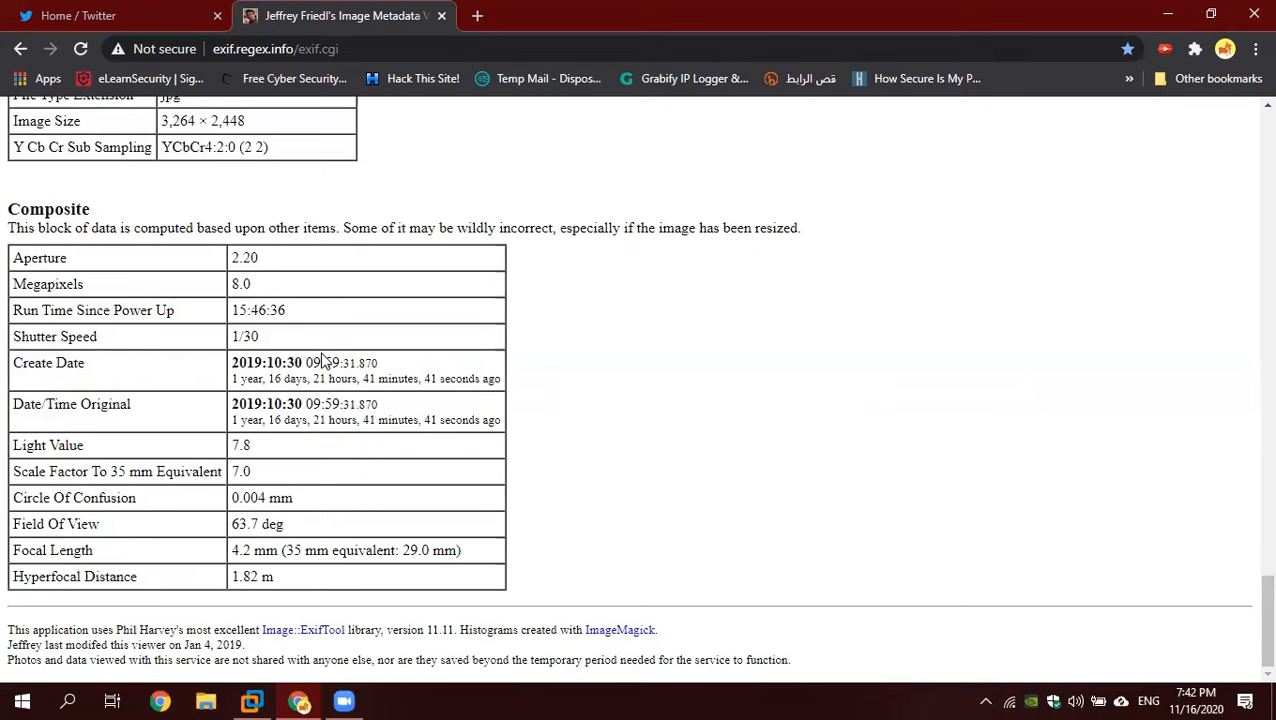 Home / Twitter
Jeffrey Friedl's Image Metadata V
Not secure
exif.regex.info/exif.cgi
Apps
eLearnSecurity | Sig...
Free Cyber Security...
Hack This Site!
Temp Mail - Dispos...
Grabify IP Logger &...
قص الرابط
How Secure Is My P...
»
Other bookmarks
File Type Extension jpg
Image Size 3,264 × 2,448
Y Cb Cr Sub Sampling YCbCr4:2:0 (2 2)
Composite
This block of data is computed based upon other items. Some of it may be wildly incorrect, especially if the image has been resized.
Aperture 2.20
Megapixels 8.0
Run Time Since Power Up 15:46:36
Shutter Speed 1/30
Create Date 2019:10:30 09:59:31.870
1 year, 16 days, 21 hours, 41 minutes, 41 seconds ago
Date/Time Original 2019:10:30 09:59:31.870
1 year, 16 days, 21 hours, 41 minutes, 41 seconds ago
Light Value 7.8
Scale Factor To 35 mm Equivalent 7.0
Circle Of Confusion 0.004 mm
Field Of View 63.7 deg
Focal Length 4.2 mm (35 mm equivalent: 29.0 mm)
Hyperfocal Distance 1.82 m
This application uses Phil Harvey's most excellent Image::ExifTool library, version 11.11. Histograms created with ImageMagick.
Jeffrey last modifed this viewer on Jan 4, 2019.
Photos and data viewed with this service are not shared with anyone else, nor are they saved beyond the temporary period needed for the service to function.
ENG
7:42 PM
11/16/2020